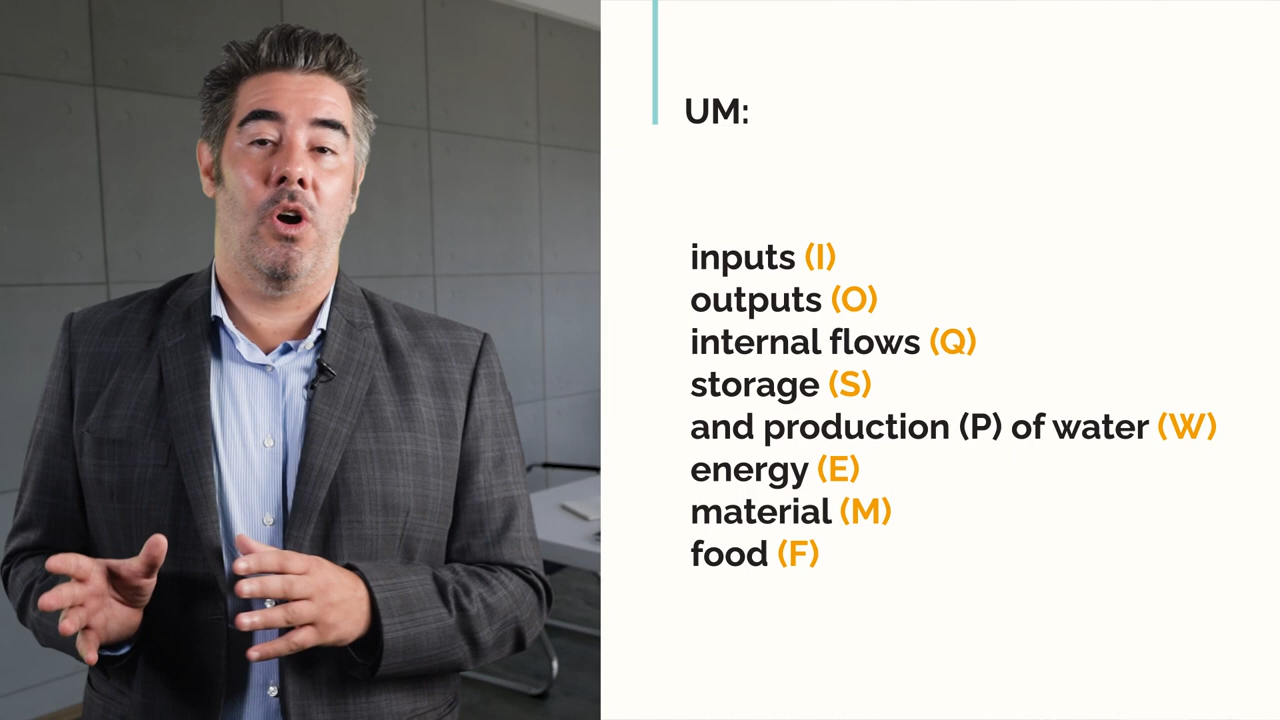 UM:
inputs (I)
outputs (O)
internal flows (Q)
storage (S)
and production (P) of water (W)
energy (E)
material (M)
food (F)